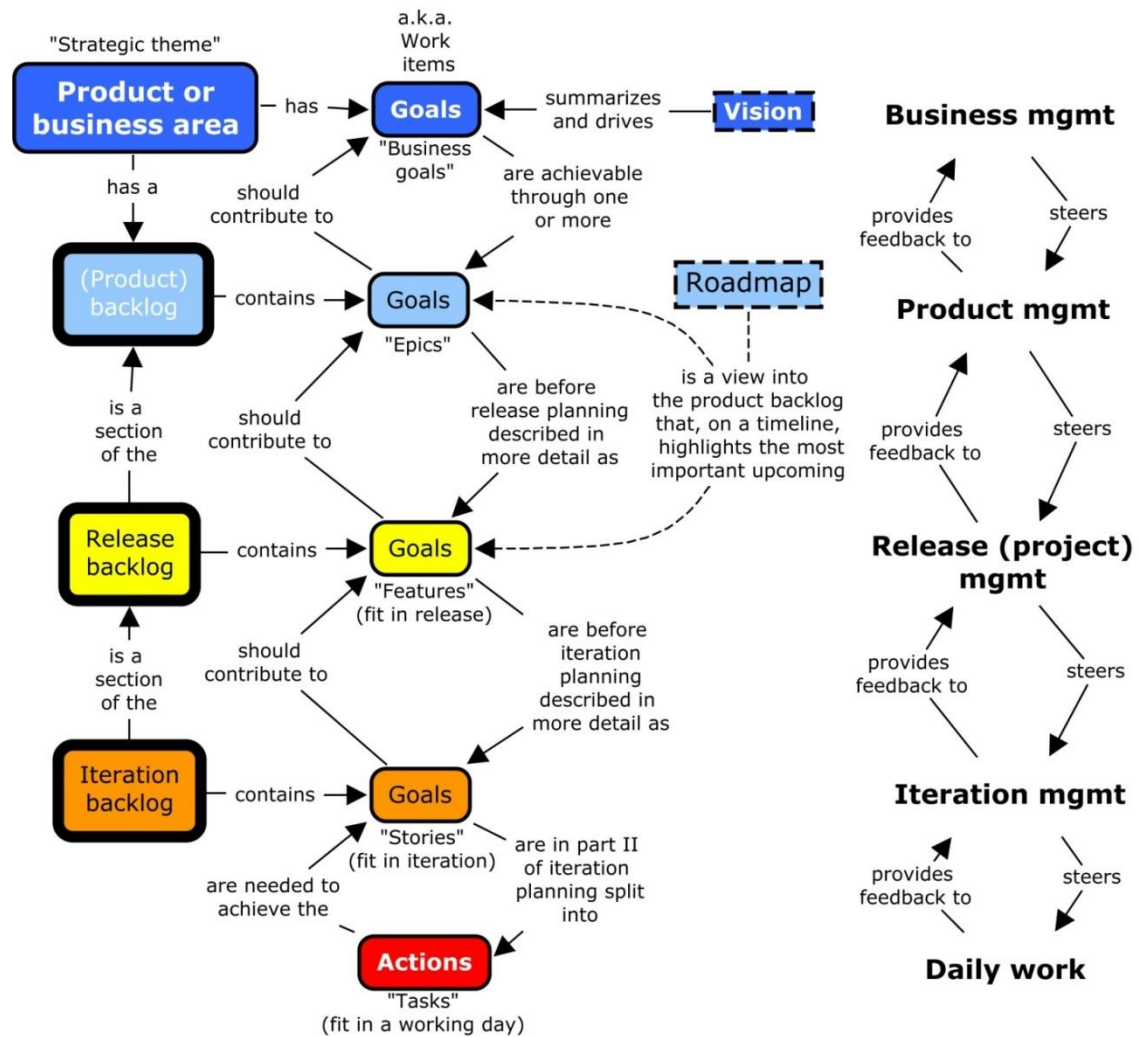 a.k.a.
Work
items
"Strategic theme"
Product or
business area
has
Goals
summarizes
and drives
Vision
"Business
goals"
has a
should
contribute to
are achievable
through one
or more
(Product)
backlog
contains
Goals
"Epics"
Roadmap
is a
section
of the
should
contribute to
are before
release planning
described in
more detail as
is a view into
the product backlog
that, on a timeline,
highlights the most
important upcoming
Release
backlog
contains
Goals
"Features"
(fit in release)
is a
section
of the
should
contribute to
are before
iteration
planning
described in
more detail as
Iteration
backlog
contains
Goals
"Stories"
(fit in iteration)
are needed to
achieve the
are in part II
of iteration
planning split
into
Actions
"Tasks"
(fit in a working day)
Business mgmt
provides
feedback to
steers
Product mgmt
provides
feedback to
steers
Release (project)
mgmt
provides
feedback to
steers
Iteration mgmt
provides
feedback to
steers
Daily work